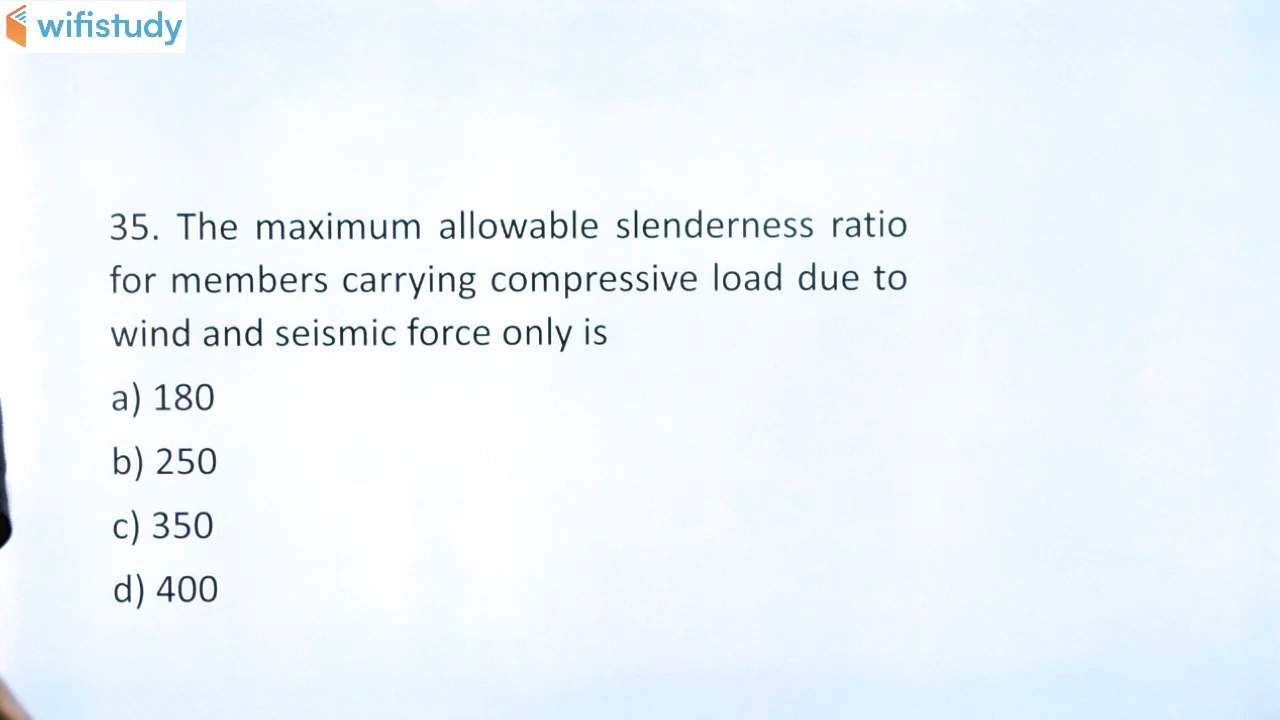 wifistudy
35. The maximum allowable slenderness ratio
for members carrying compressive load due to
wind and seismic force only is
a) 180
b) 250
c) 350
d) 400